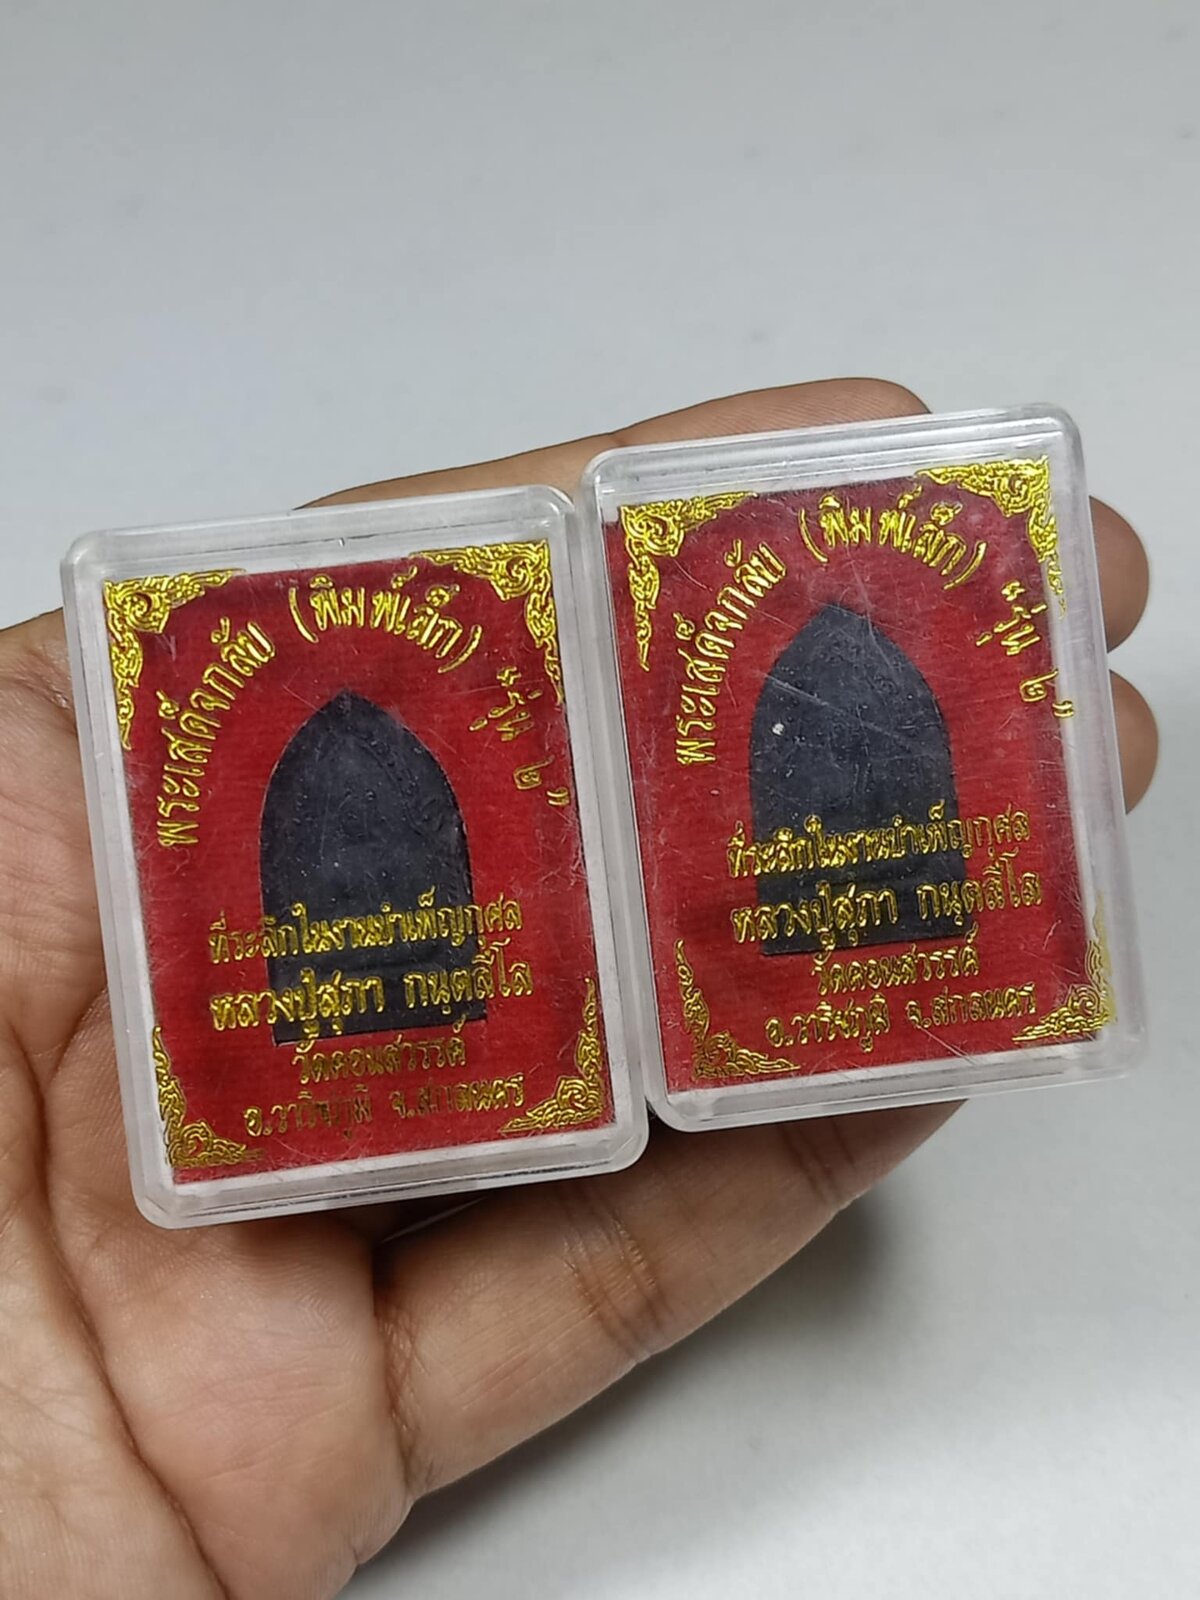 พระเสด็จกลับ (พิมพ์เล็ก) รุ่น ๒
ที่ระลึกในงานบำเพ็ญกุศล
หลวงปู่สุภา กนฺตสีโล
วัดคอนสวรรค์
อ.วาริชภูมิ จ.สกลนคร
พระเสด็จกลับ (พิมพ์เล็ก) รุ่น ๒
ที่ระลึกในงานบำเพ็ญกุศล
หลวงปู่สุภา กนฺตสีโล
วัดคอนสวรรค์
อ.วาริชภูมิ จ.สกลนคร